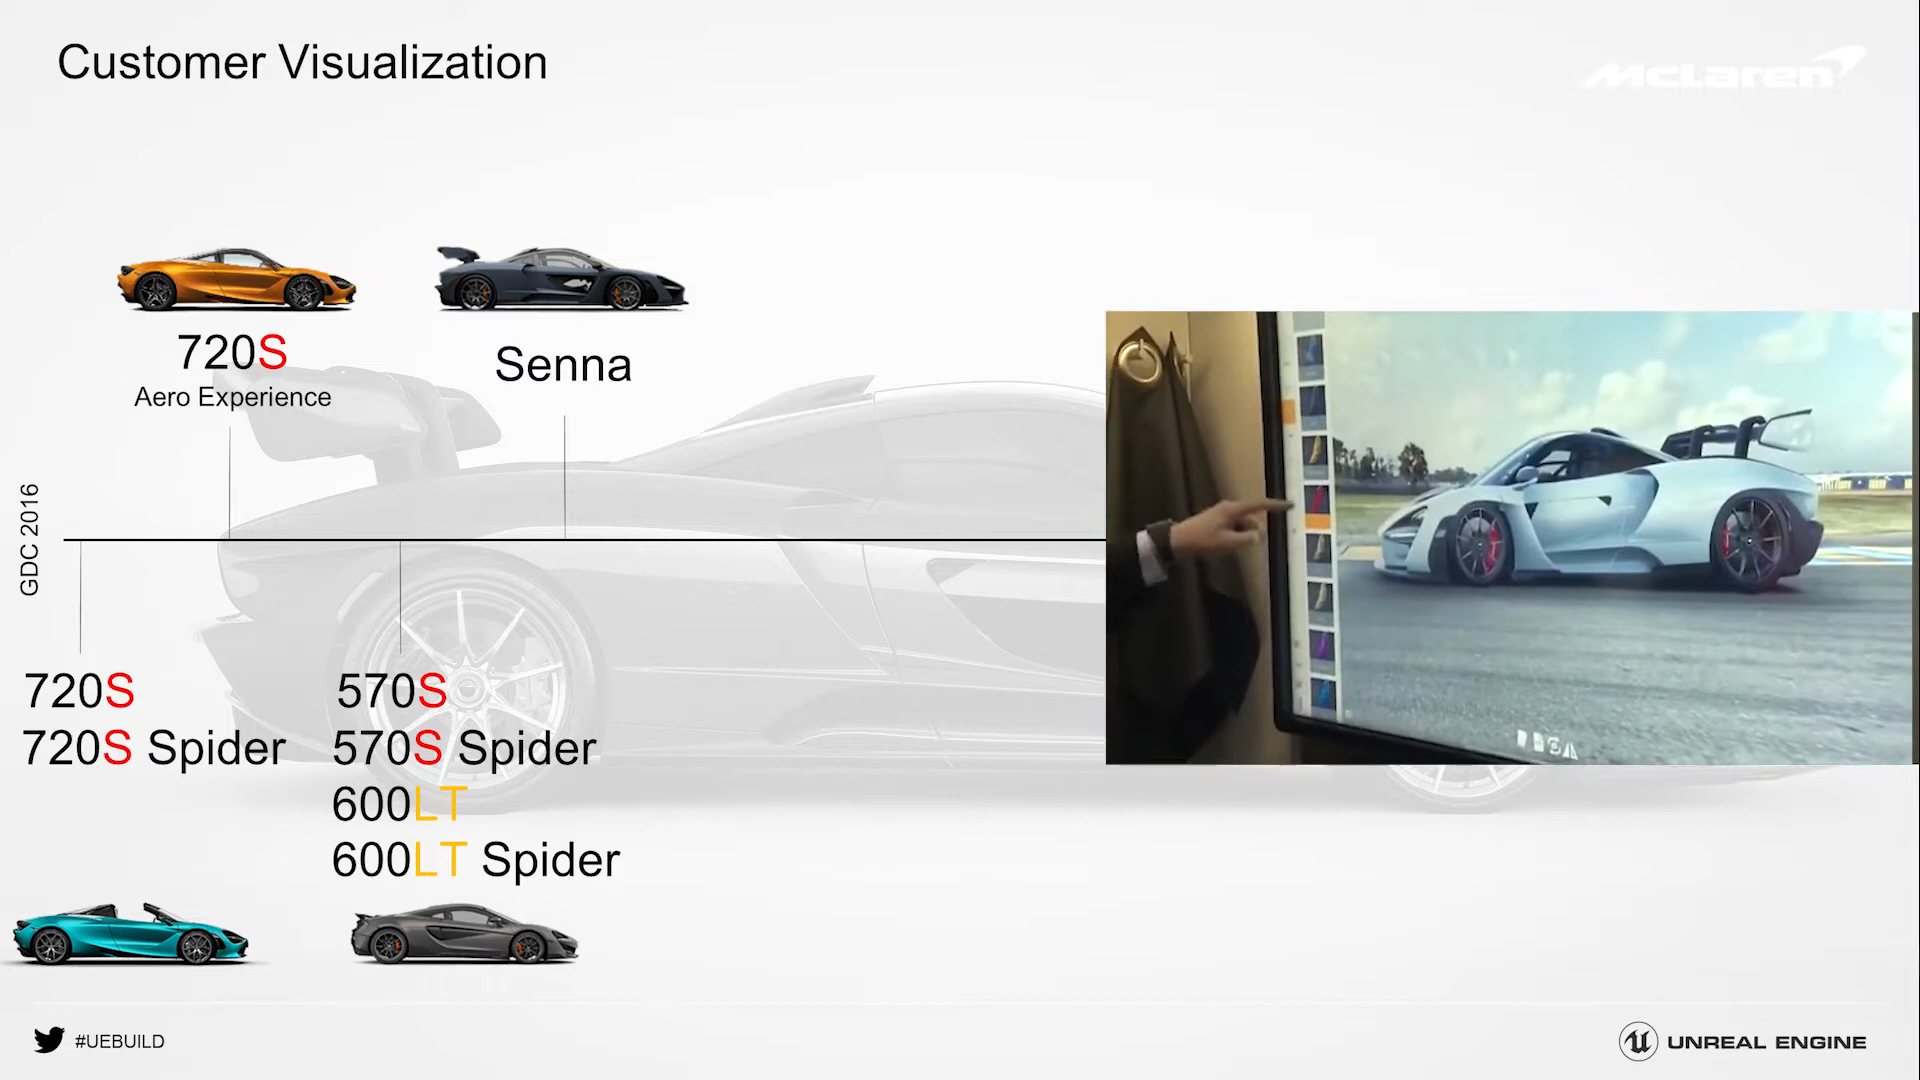 Customer Visualization
McLaren
720S
Aero Experience
Senna
GDC 2016
720S
720S Spider
570S
570S Spider
600LT
600LT Spider
#UEBUILD
UNREAL ENGINE